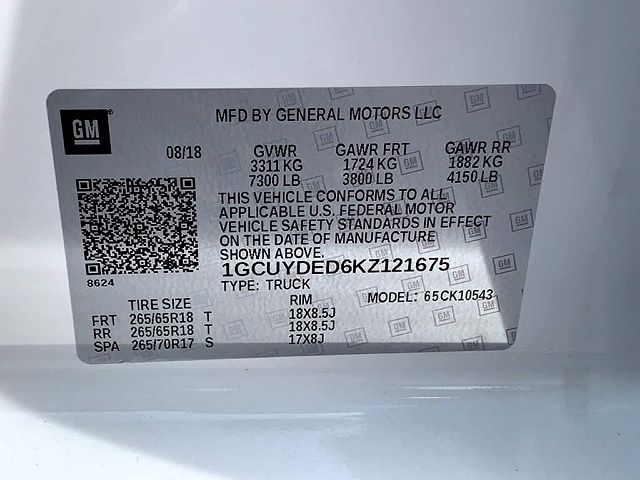 GM
MFD BY GENERAL MOTORS LLC
08/18 GVWR GAWR FRT GAWR RR
3311 KG 1724 KG 1882 KG
7300 LB 3800 LB 4150 LB
THIS VEHICLE CONFORMS TO ALL
APPLICABLE U.S. FEDERAL MOTOR
VEHICLE SAFETY STANDARDS IN EFFECT
ON THE DATE OF MANUFACTURE
SHOWN ABOVE.
1GCUYDED6KZ121675
8624
TYPE: TRUCK
TIRE SIZE RIM MODEL: 65CK10543
FRT 265/65R18 T 18X8.5J
RR 265/65R18 T 18X8.5J
SPA 265/70R17 S 17X8J